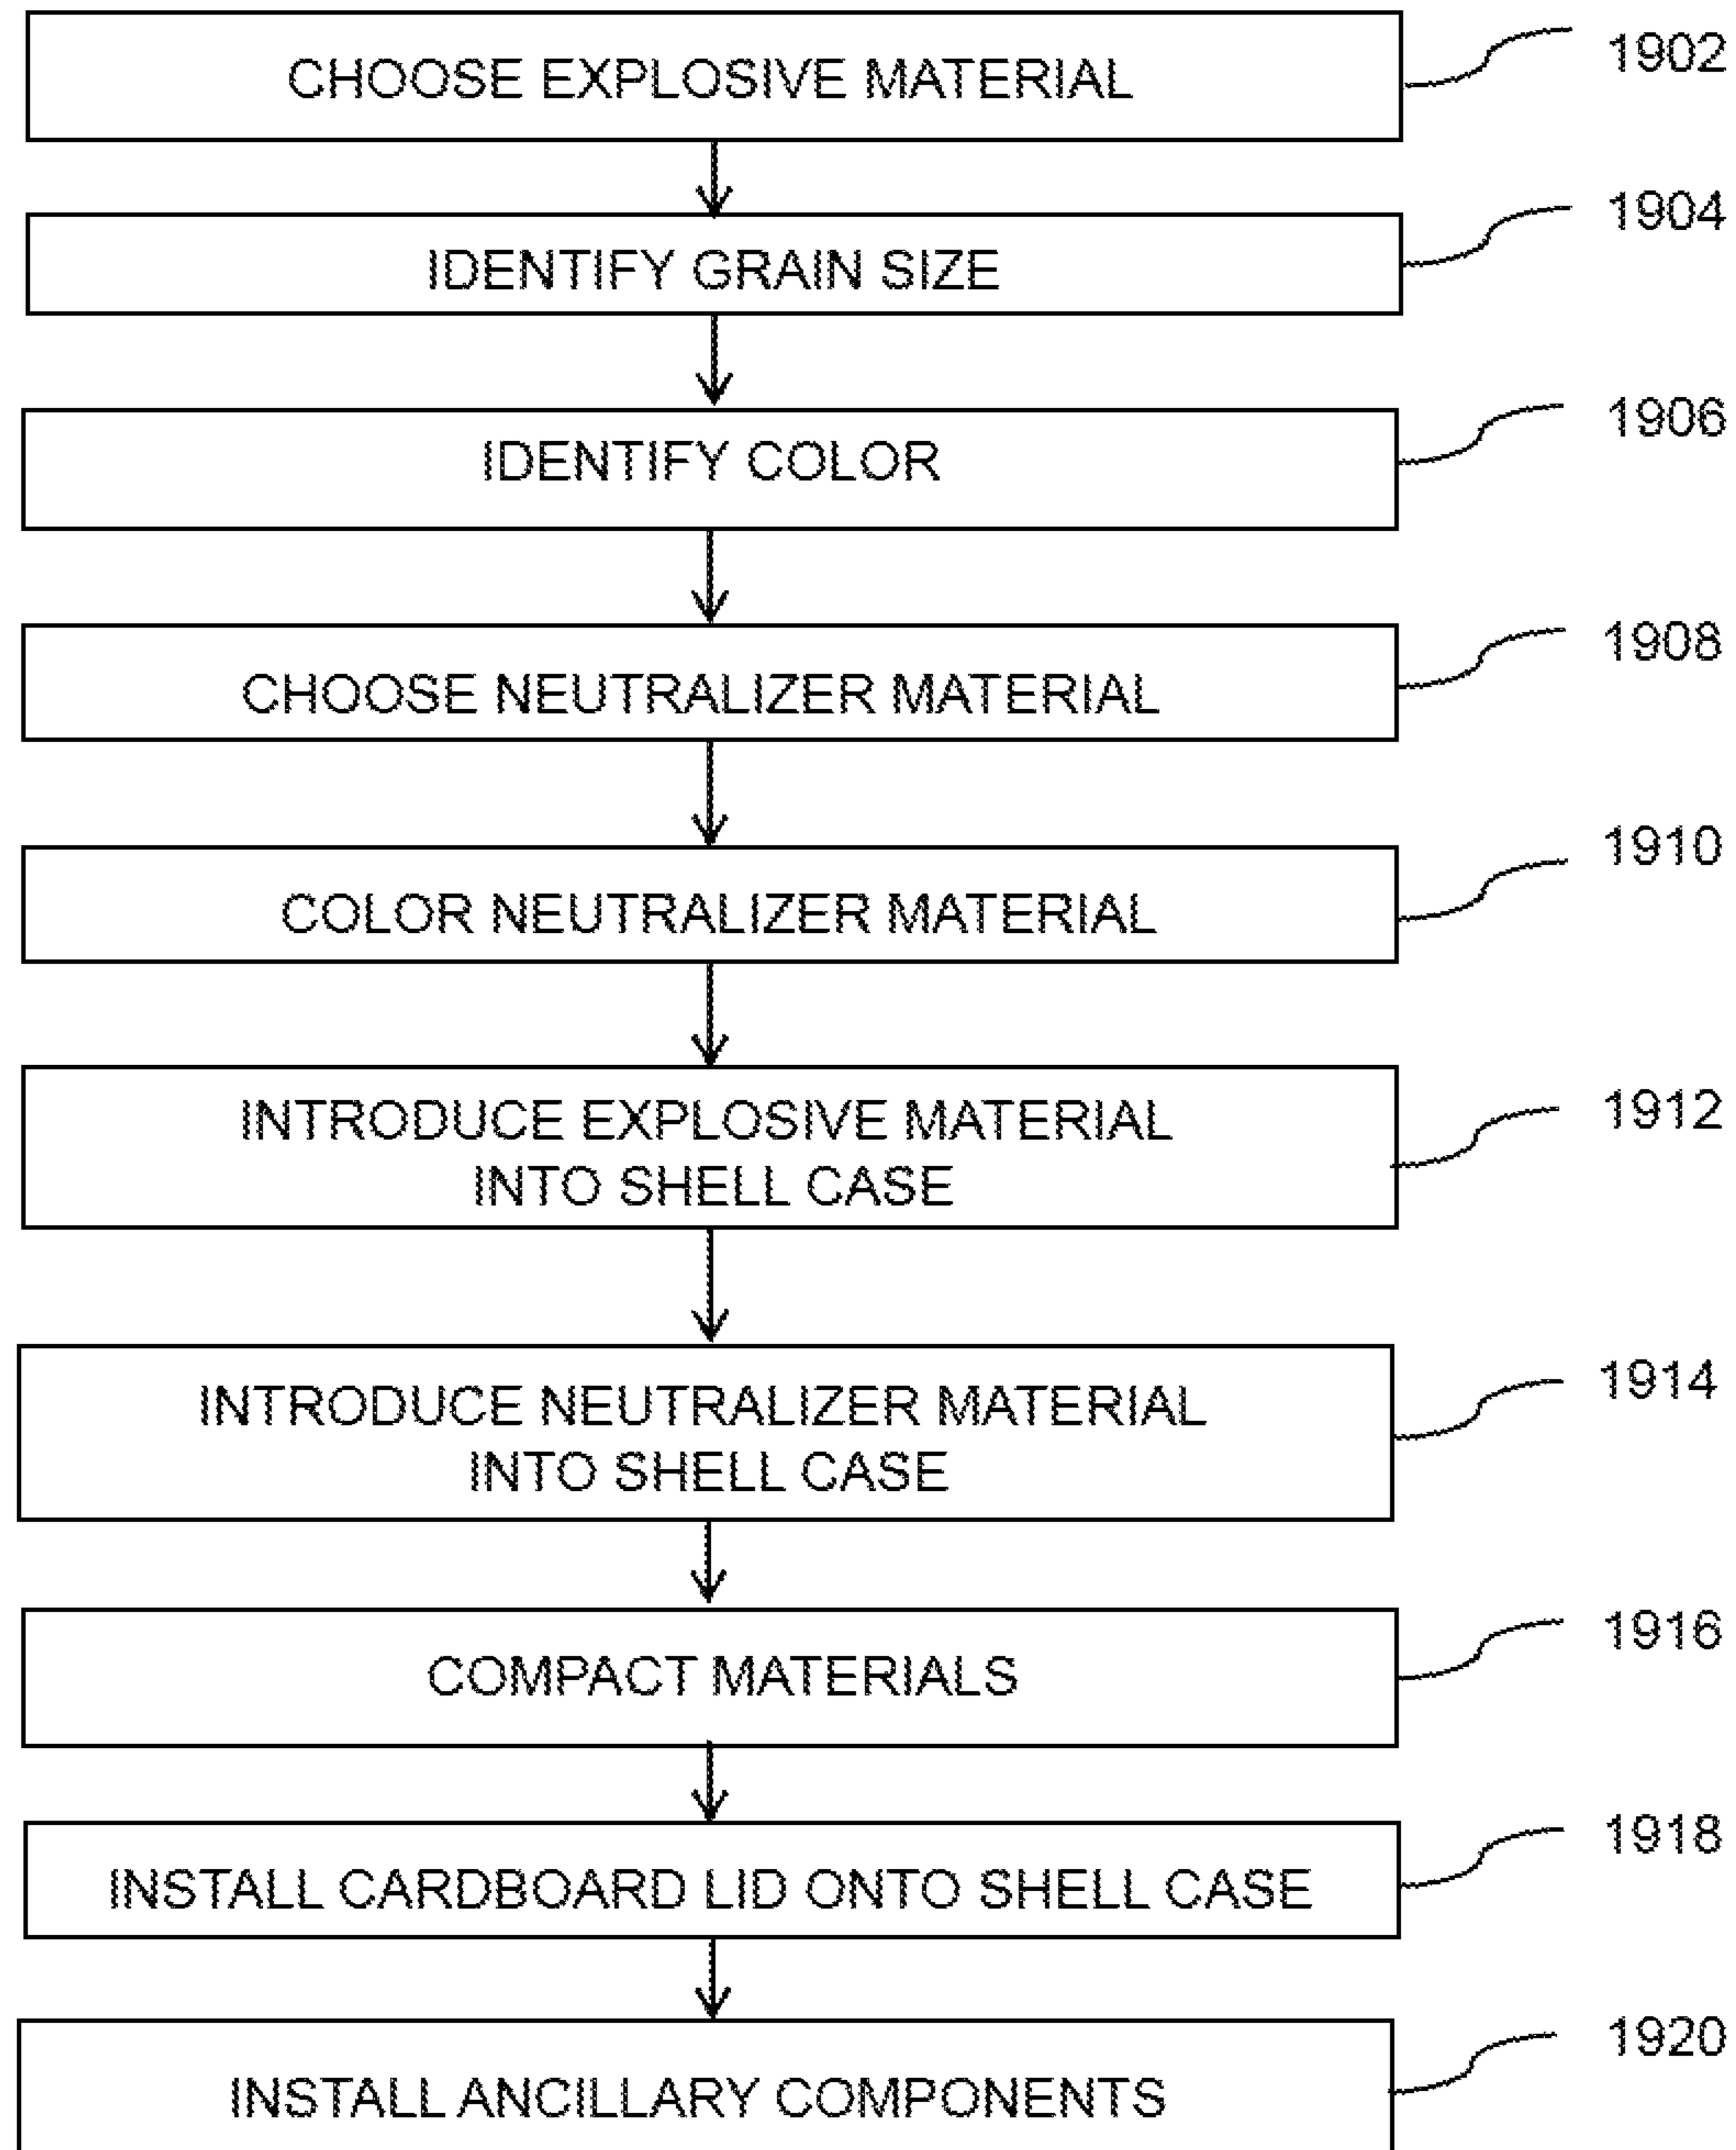 CHOOSE EXPLOSIVE MATERIAL
1902
IDENTIFY GRAIN SIZE
1904
IDENTIFY COLOR
1906
CHOOSE NEUTRALIZER MATERIAL
1908
COLOR NEUTRALIZER MATERIAL
1910
INTRODUCE EXPLOSIVE MATERIAL
INTO SHELL CASE
1912
INTRODUCE NEUTRALIZER MATERIAL
INTO SHELL CASE
1914
COMPACT MATERIALS
1916
INSTALL CARDBOARD LID ONTO SHELL CASE
1918
INSTALL ANCILLARY COMPONENTS
1920